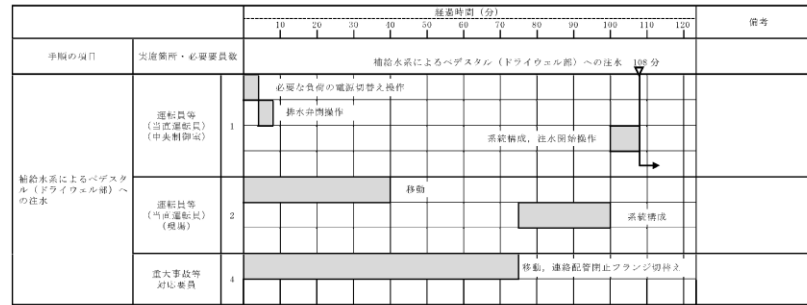 経過時間（分）
備考
10 20 30 40 50 60 70 80 90 100 110 120
手順の項目
実施箇所・必要要員数
補給水系によるペデスタル（ドライウェル部）への注水 108分
必要な負荷の電源切替え操作
排水弁閉操作
運転員等
（当直運転員）
（中央制御室）
1
系統構成，注水開始操作
補給水系によるペデスタル（ドライウェル部）への注水
移動
運転員等
（当直運転員）
（現場）
2
系統構成
重大事故等
対応要員
4
移動，連絡配管閉止フランジ切替え